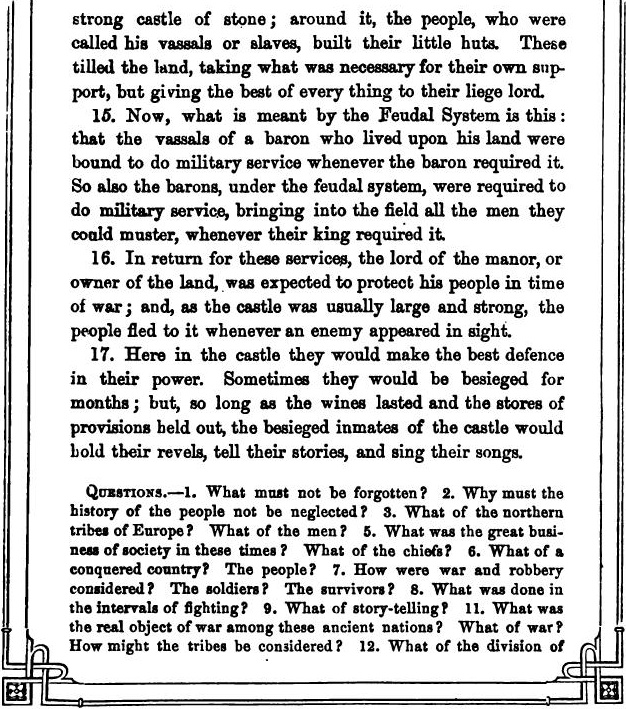 strong castle of stone; around it, the people, who were
called his vassals or slaves, built their little huts. These
tilled the land, taking what was necessary for their own sup-
port, but giving the best of every thing to their liege lord.
15. Now, what is meant by the Feudal System is this:
that the vassals of a baron who lived upon his land were
bound to do military service whenever the baron required it.
So also the barons, under the feudal system, were required to
do military service, bringing into the field all the men they
could muster, whenever their king required it.
16. In return for these services, the lord of the manor, or
owner of the land, was expected to protect his people in time
of war; and, as the castle was usually large and strong, the
people fled to it whenever an enemy appeared in sight.
17. Here in the castle they would make the best defence
in their power. Sometimes they would be besieged for
months; but, so long as the wines lasted and the stores of
provisions held out, the besieged inmates of the castle would
hold their revels, tell their stories, and sing their songs.
QUESTIONS.—1. What must not be forgotten? 2. Why must the
history of the people not be neglected? 3. What of the northern
tribes of Europe? What of the men? 5. What was the great busi-
ness of society in these times? What of the chiefs? 6. What of a
conquered country? The people? 7. How were war and robbery
considered? The soldiers? The survivors? 8. What was done in
the intervals of fighting? 9. What of story-telling? 11. What was
the real object of war among these ancient nations? What of war?
How might the tribes be considered? 12. What of the division of